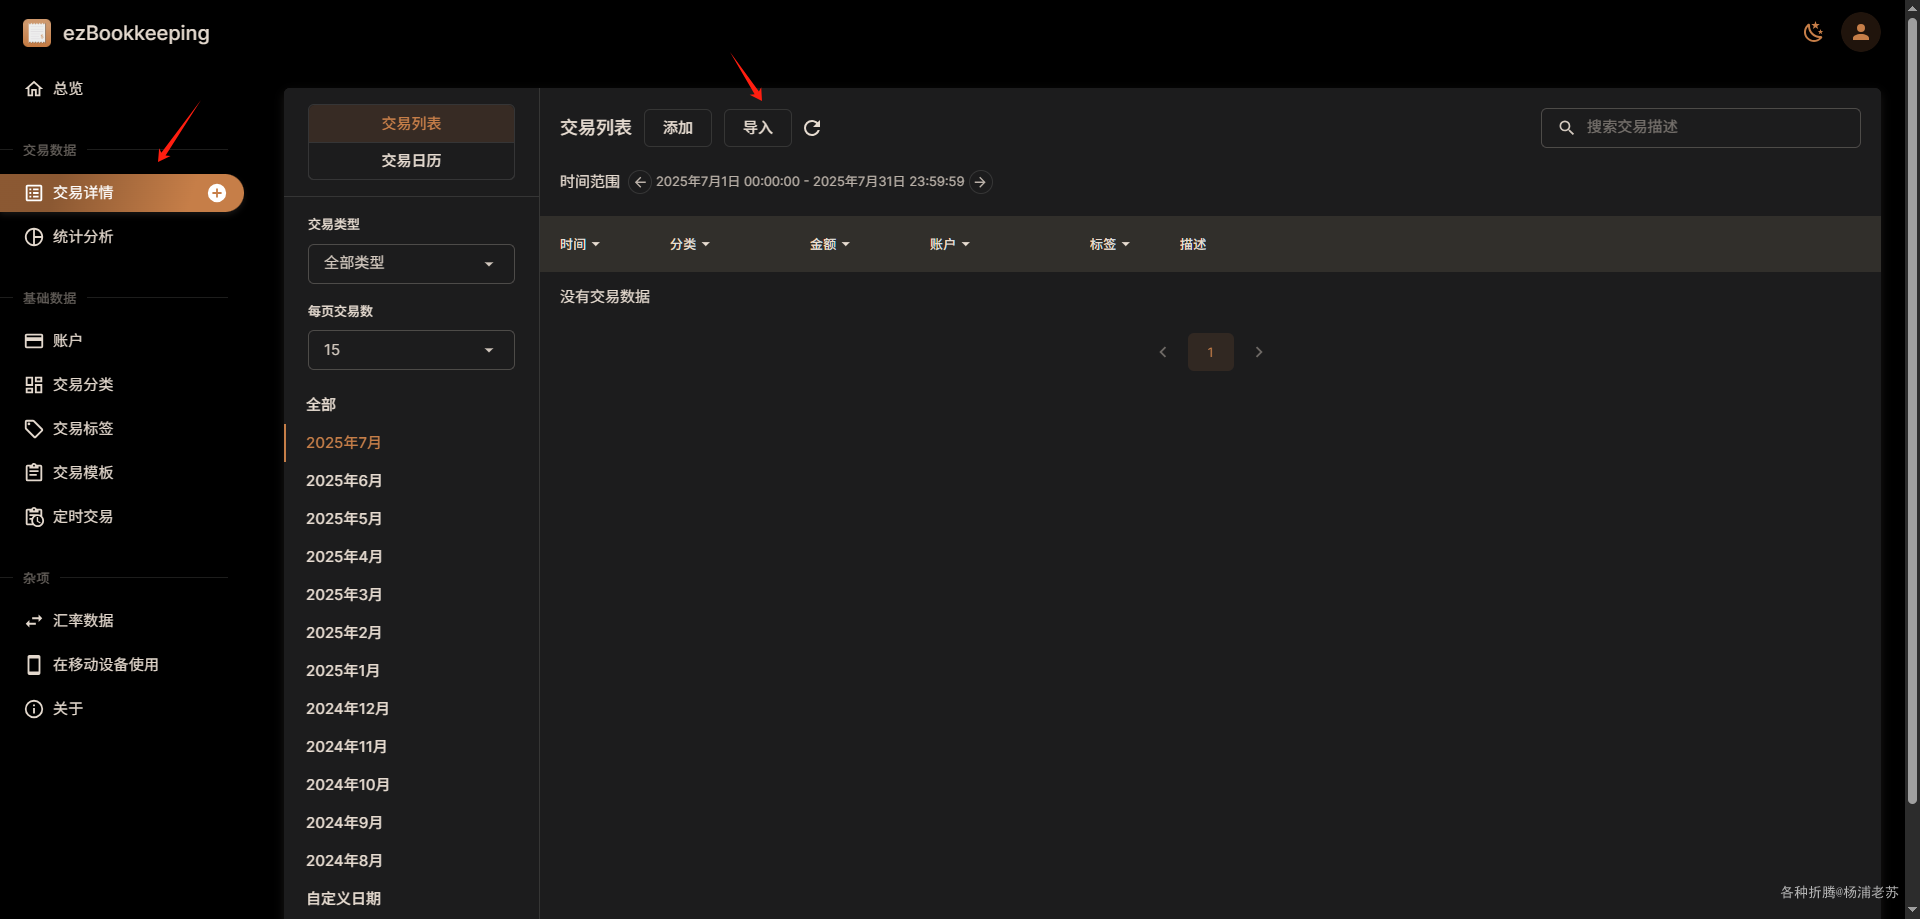 ezBookkeeping
总览
交易数据
交易详情
统计分析
基础数据
账户
交易分类
交易标签
交易模板
定时交易
杂项
汇率数据
在移动设备使用
关于
交易列表
交易日历
交易类型
全部类型
每页交易数
15
全部
2025年7月
2025年6月
2025年5月
2025年4月
2025年3月
2025年2月
2025年1月
2024年12月
2024年11月
2024年10月
2024年9月
2024年8月
自定义日期
交易列表 添加 导入
搜索交易描述
时间范围 2025年7月1日 00:00:00 - 2025年7月31日 23:59:59
时间 分类 金额 账户 标签 描述
没有交易数据
1
各种折腾@杨浦老苏